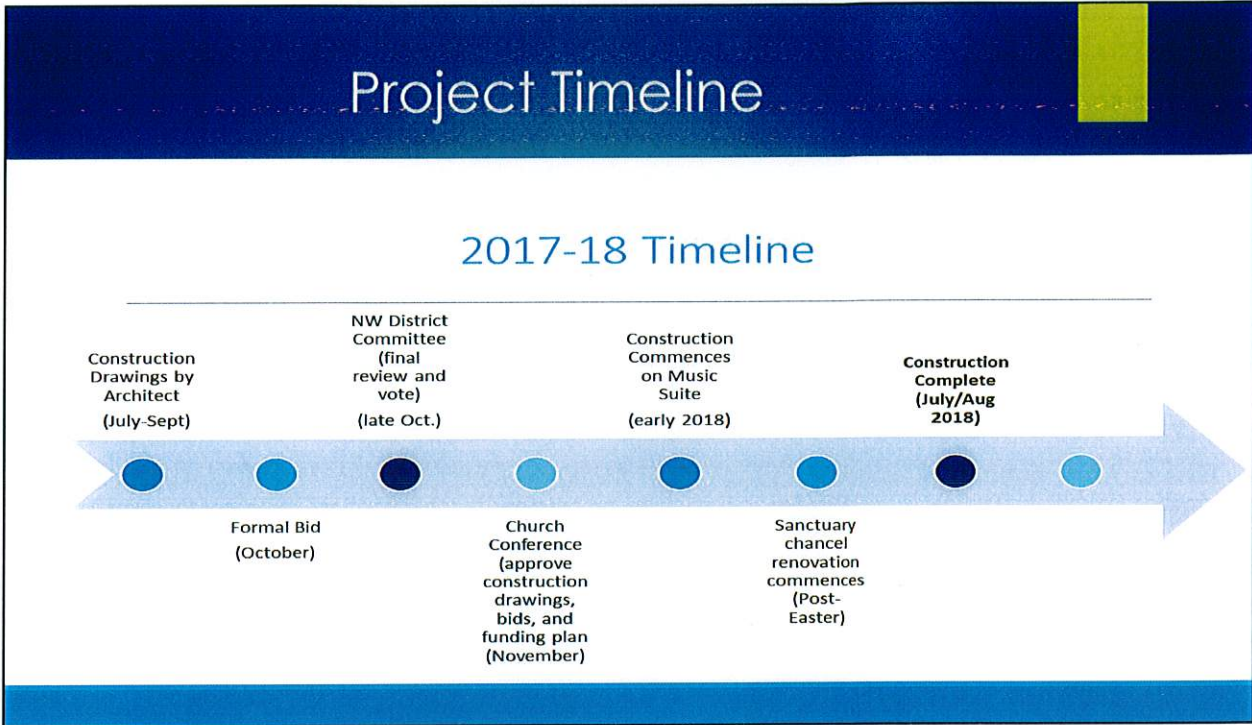 Project Timeline
2017-18 Timeline
Construction
Drawings by
Architect
(July-Sept)
Formal Bid
(October)
NW District
Committee
(final
review and
vote)
(late Oct.)
Church
Conference
(approve
construction
drawings,
bids, and
funding plan
(November)
Construction
Commences
on Music
Suite
(early 2018)
Sanctuary
chancel
renovation
commences
(Post-
Easter)
Construction
Complete
(July/Aug
2018)